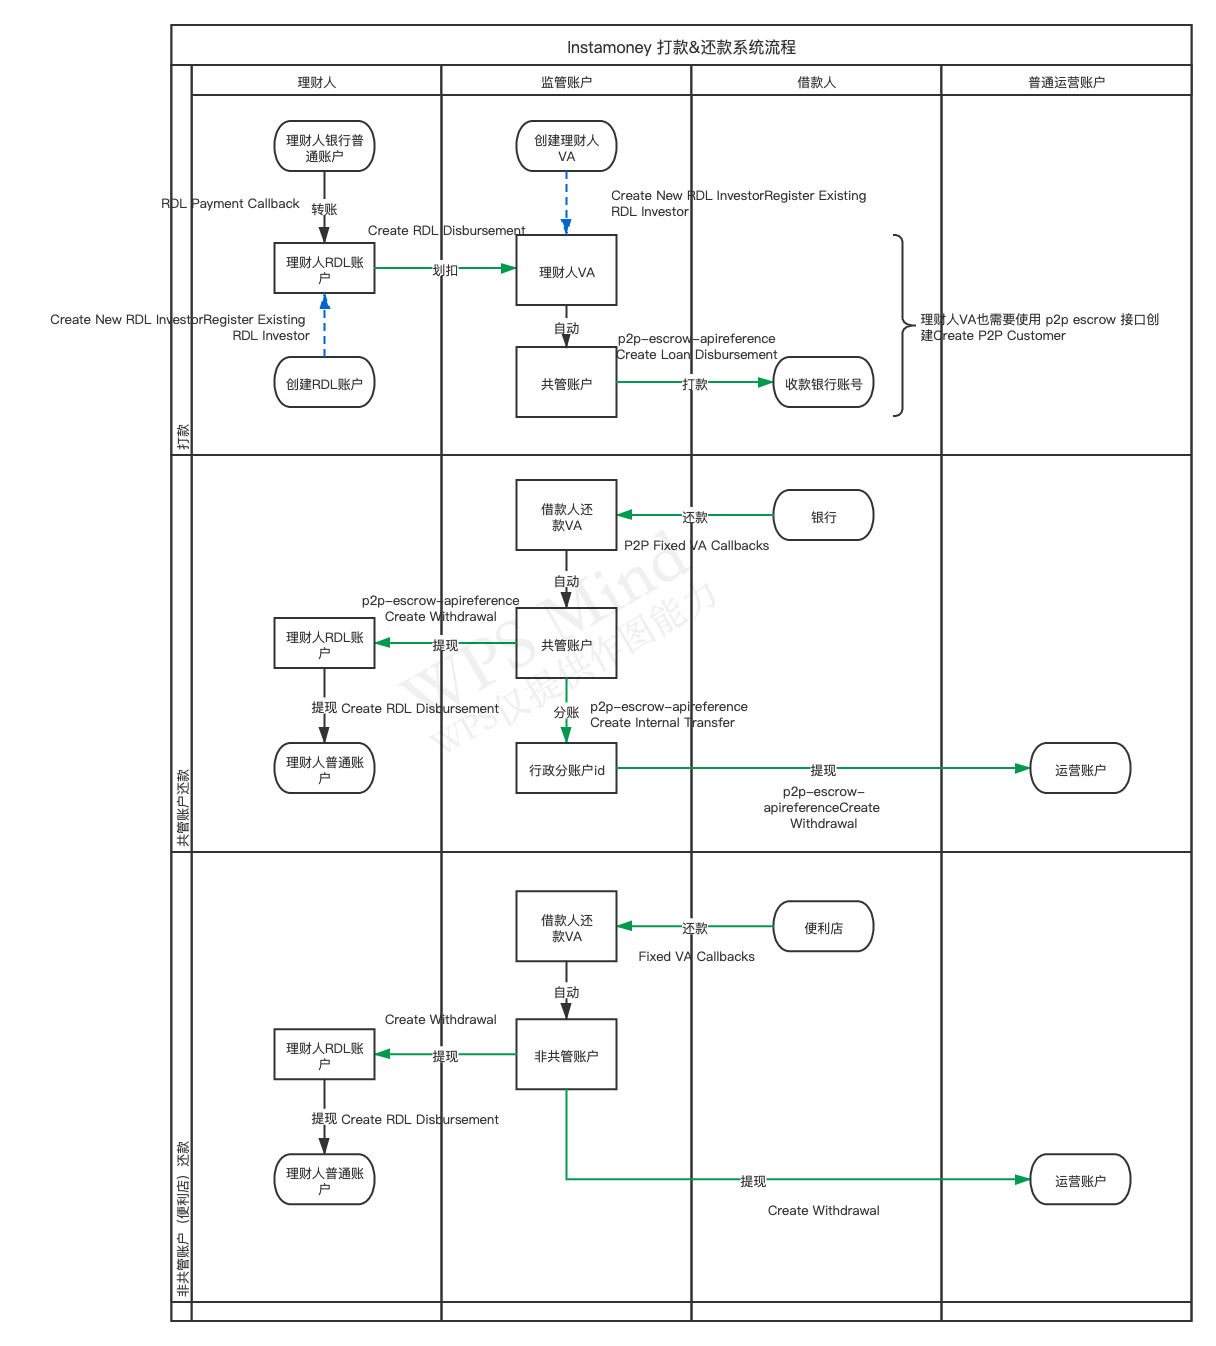 Instamoney 打款&还款系统流程
理财人
监管账户
借款人
普通运营账户
打款
理财人银行普
通账户
创建理财人
VA
RDL Payment Callback
转账
Create New RDL InvestorRegister Existing
RDL Investor
Create RDL Disbursement
理财人RDL账
户
划扣
理财人VA
Create New RDL InvestorRegister Existing
RDL Investor
自动
理财人VA也需要使用 p2p escrow 接口创
建Create P2P Customer
p2p-escrow-apireference
Create Loan Disbursement
创建RDL账户
共管账户
打款
收款银行账号
共管账户还款
借款人还
款VA
还款
银行
P2P Fixed VA Callbacks
自动
p2p-escrow-apireference
Create Withdrawal
理财人RDL账
户
提现
共管账户
提现
Create RDL Disbursement
分账
p2p-escrow-apireference
Create Internal Transfer
理财人普通账
户
行政分账户id
提现
运营账户
p2p-escrow-
apireferenceCreate
Withdrawal
WPS Mind
WPS仅提供作图能力
非共管账户（便利店）还款
借款人还
款VA
还款
便利店
Fixed VA Callbacks
自动
Create Withdrawal
理财人RDL账
户
提现
非共管账户
提现
Create RDL Disbursement
理财人普通账
户
提现
运营账户
Create Withdrawal